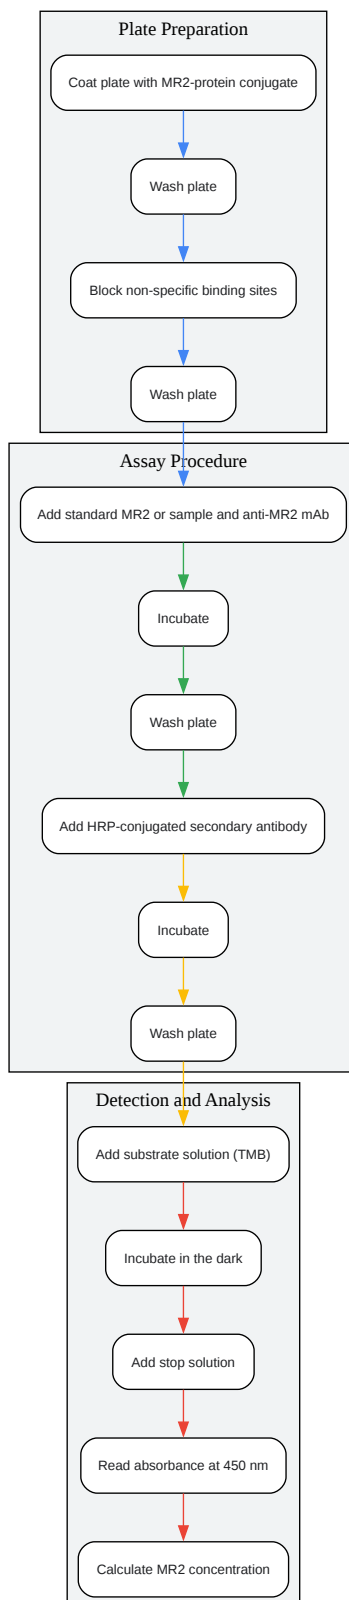 Plate Preparation
Coat plate with MR2-protein conjugate
Wash plate
Block non-specific binding sites
Wash plate
Assay Procedure
Add standard MR2 or sample and anti-MR2 mAb
Incubate
Wash plate
Add HRP-conjugated secondary antibody
Incubate
Wash plate
Detection and Analysis
Add substrate solution (TMB)
Incubate in the dark
Add stop solution
Read absorbance at 450 nm
Calculate MR2 concentration